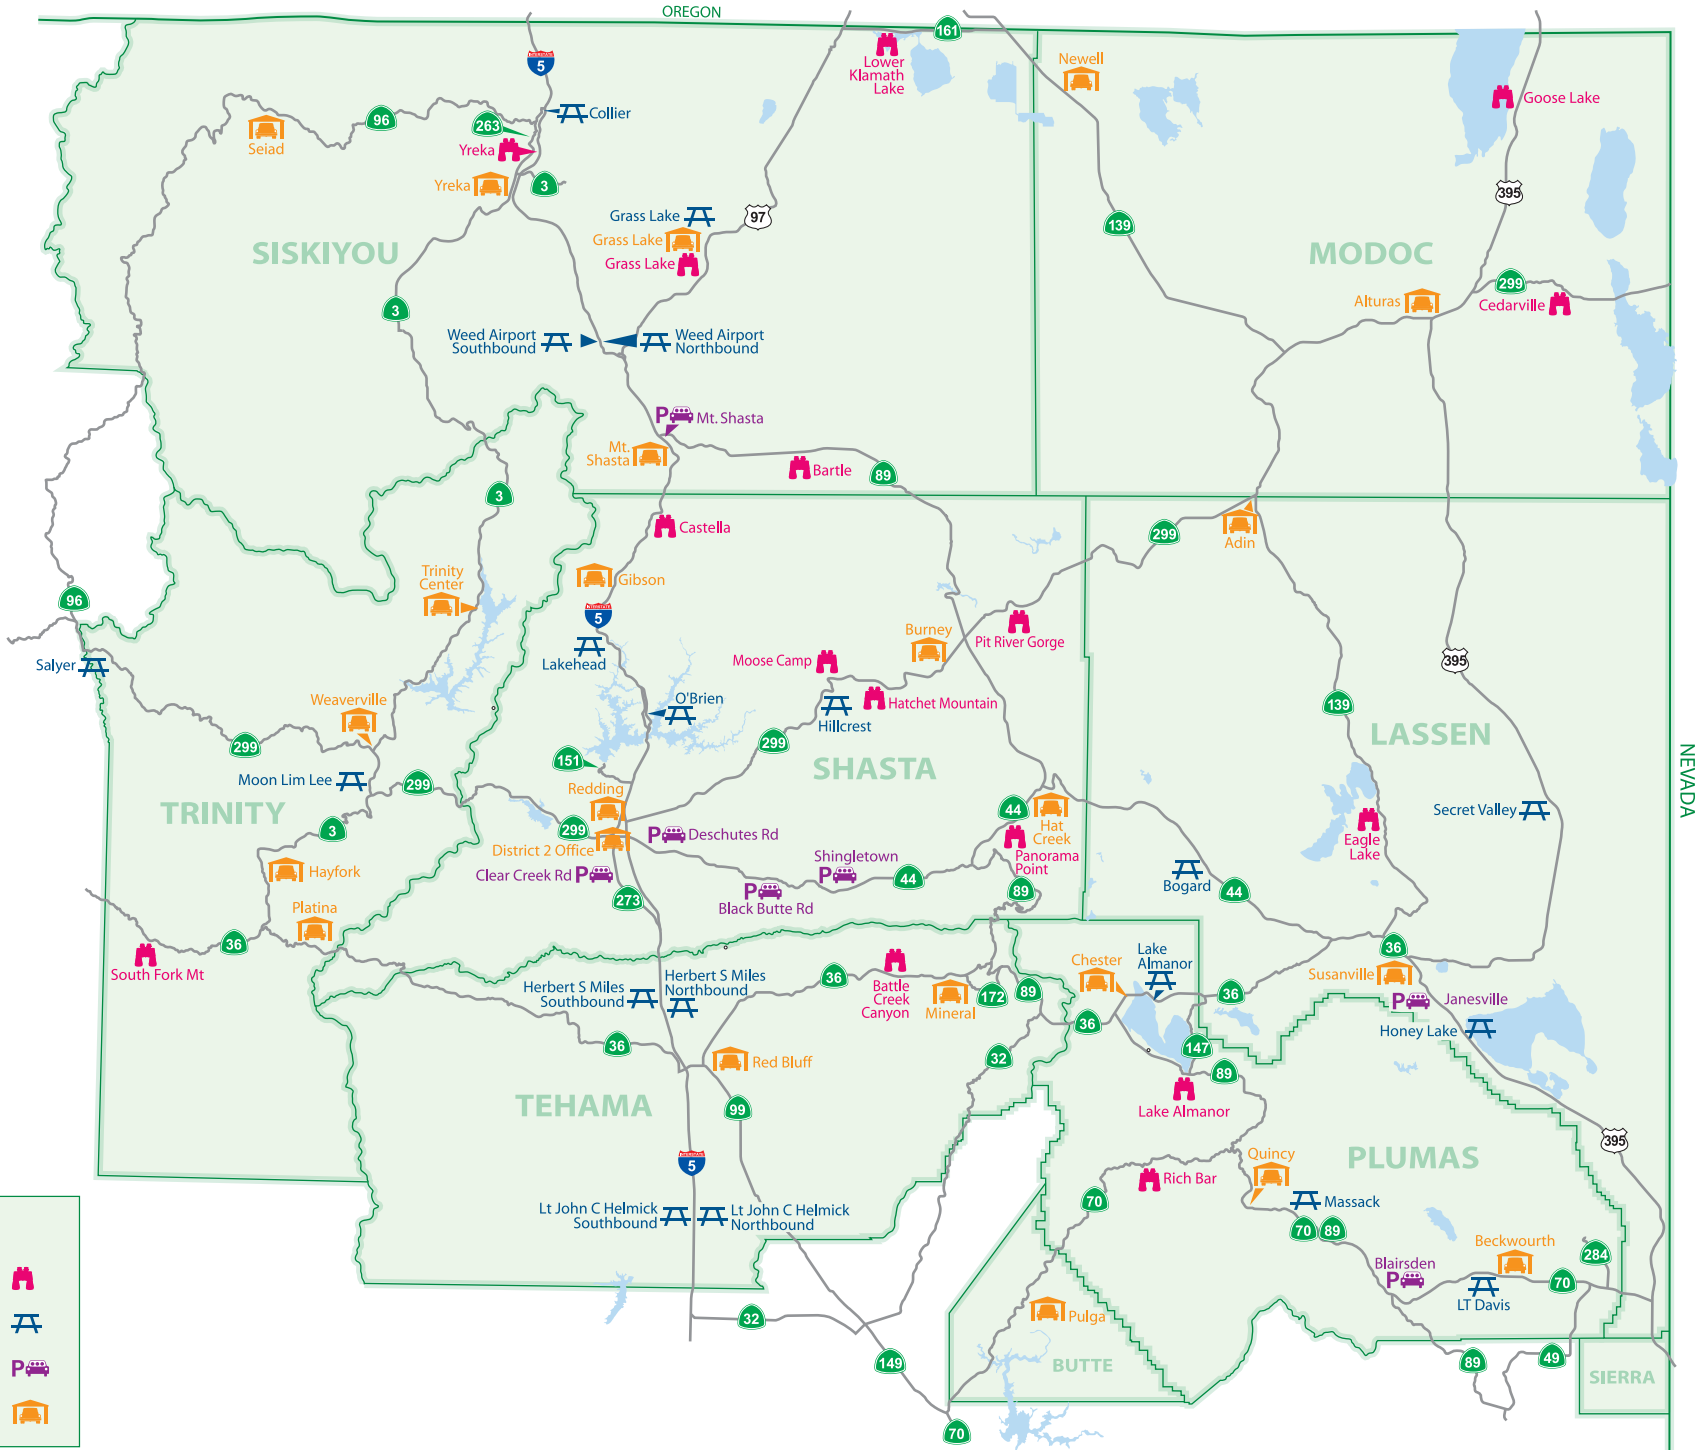 OREGON
161
5
Lower
Klamath
Lake
Newell
Goose Lake
Collier
96
263
Seiad
Yreka
Yreka
3
395
Grass Lake
97
139
Grass Lake
Grass Lake
SISKIYOU
MODOC
299
3
Alturas
Cedarville
Weed Airport
Southbound
Weed Airport
Northbound
P
Mt. Shasta
Mt.
Shasta
Bartle
89
3
Castella
299
Adin
Trinity
Center
Gibson
96
5
Burney
Pit River Gorge
Salyer
Lakehead
Moose Camp
395
Weaverville
O'Brien
Hatchet Mountain
139
Hillcrest
LASSEN
299
299
151
SHASTA
NEVADA
Moon Lim Lee
299
Redding
TRINITY
44
Hat
Creek
Secret Valley
3
299
P
Deschutes Rd
Eagle
Lake
District 2 Office
Panorama
Point
Hayfork
Clear Creek Rd
P
Shingletown
P
44
Bogard
273
P
Black Butte Rd
89
44
Platina
36
36
South Fork Mt
Lake
Almanor
Chester
Susanville
Herbert S Miles
Southbound
Herbert S Miles
Northbound
36
Battle
Creek
Canyon
Mineral
172
89
36
P
Janesville
36
Honey Lake
36
Red Bluff
32
147
89
TEHAMA
99
Lake Almanor
395
5
PLUMAS
Quincy
Rich Bar
70
Massack
Lt John C Helmick
Southbound
Lt John C Helmick
Northbound
70
89
Beckwourth
284
Blairsden
P
70
LT Davis
Pulga
32
149
BUTTE
89
49
SIERRA
P
70